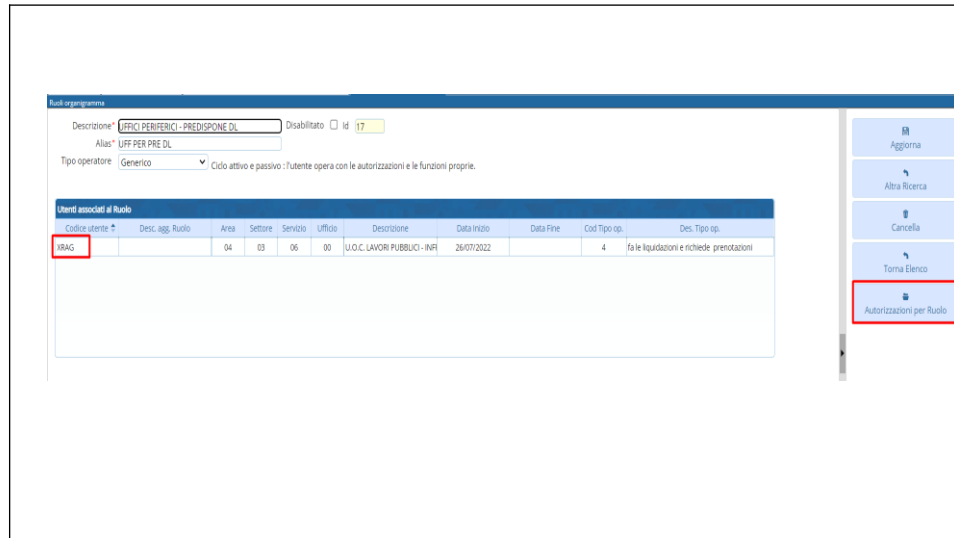 Ruoli organigramma
Descrizione* UFFICI PERIFERICI - PREDISPONE DL Disabilitato Id 17
Alias* UFF PER PRE DL
Tipo operatore Generico Ciclo attivo e passivo : l'utente opera con le autorizzazioni e le funzioni proprie.
Utenti associati al Ruolo
Codice utente Desc. agg. Ruolo Area Settore Servizio Ufficio Descrizione Data Inizio Data Fine Cod Tipo op. Des. Tipo op.
XRAG 04 03 06 00 U.O.C. LAVORI PUBBLICI - INF 26/07/2022 4 fa le liquidazioni e richiede prenotazioni
Aggiorna
Altra Ricerca
Cancella
Torna Elenco
Autorizzazioni per Ruolo